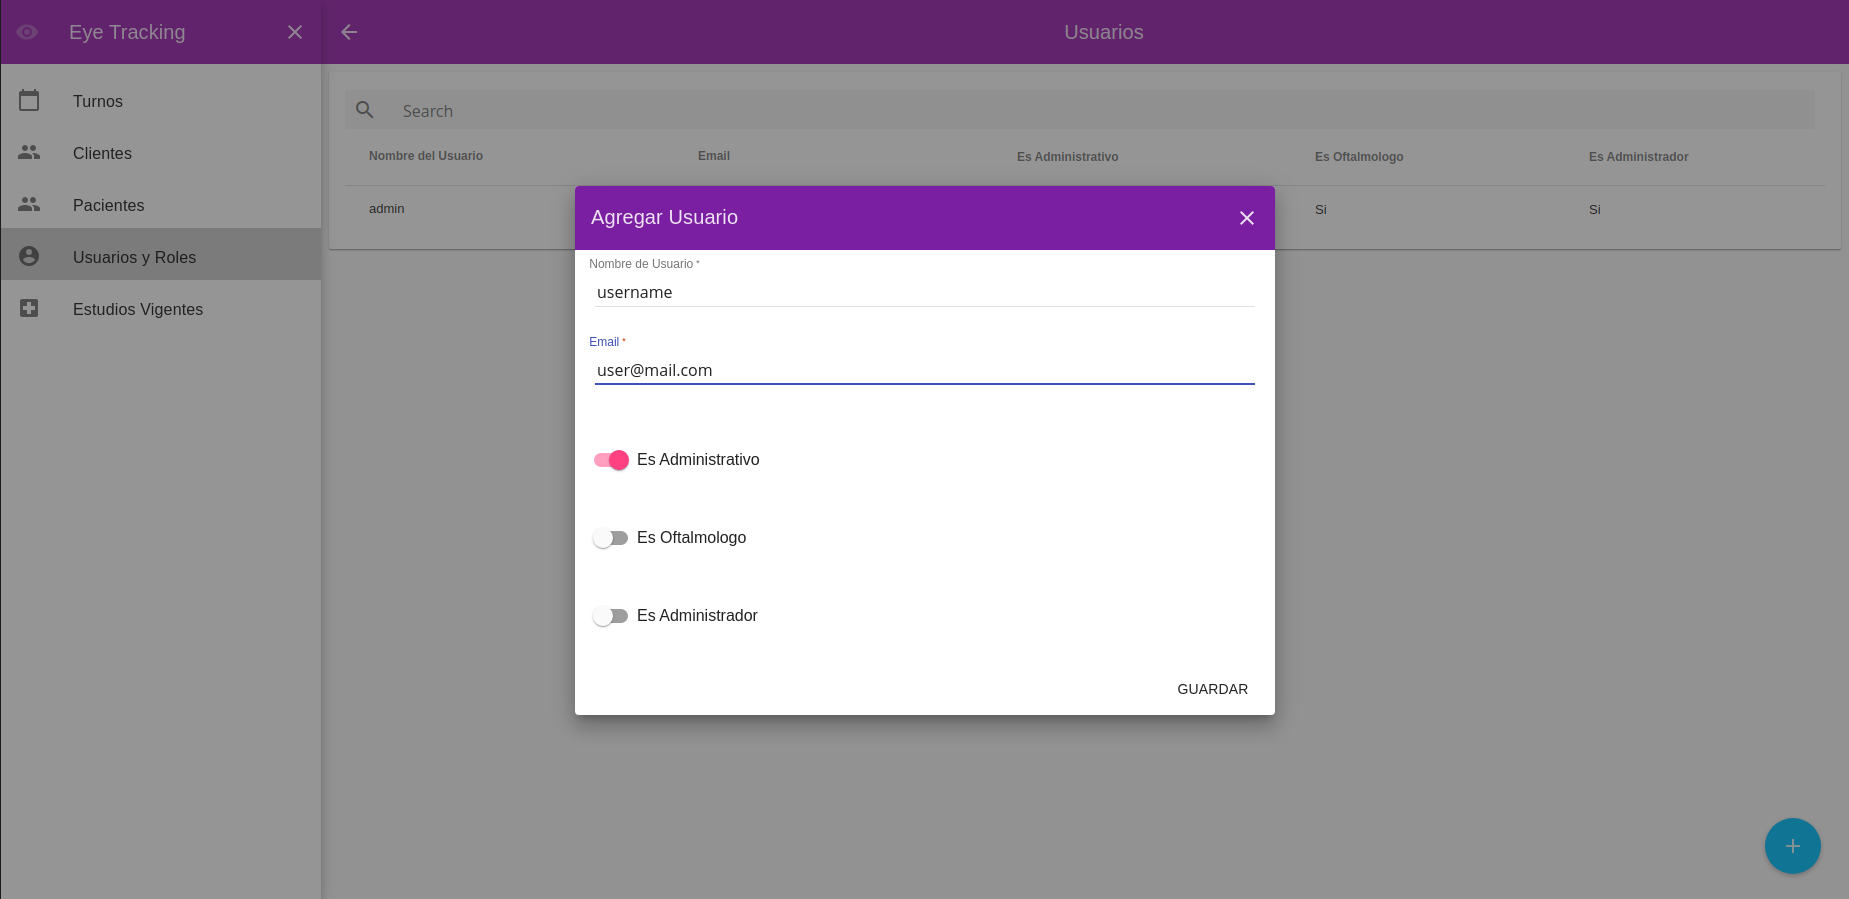 Eye Tracking
Usuarios
Turnos
Clientes
Pacientes
Usuarios y Roles
Estudios Vigentes
Search
Nombre del Usuario Email Es Administrativo Es Oftalmologo Es Administrador
admin Si Si
Agregar Usuario
Nombre de Usuario *
username
Email *
user@mail.com
Es Administrativo
Es Oftalmologo
Es Administrador
GUARDAR